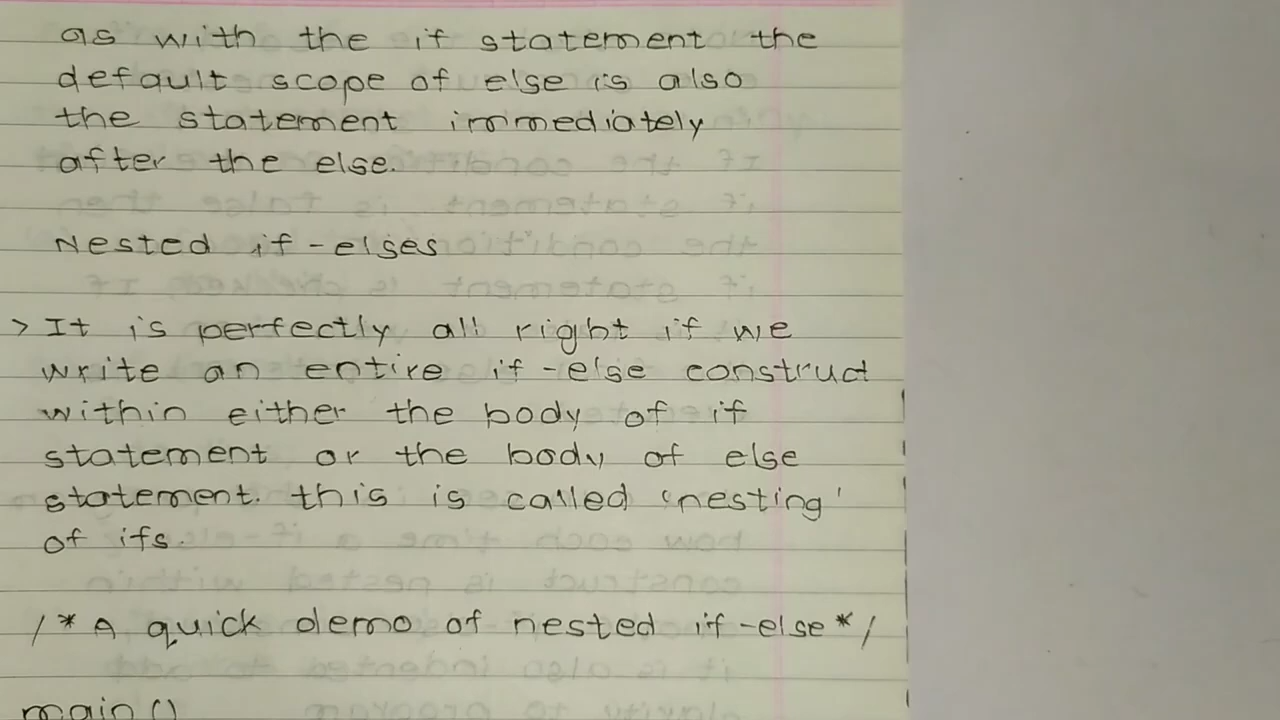 as with the if statement the
default scope of else is also
the statement immediately
after the else.
Nested if-elses
> It is perfectly all right if we
write an entire if-else construct
within either the body of if
statement or the body of else
statement. this is called 'nesting'
of ifs.
/* A quick demo of nested if-else */
main()